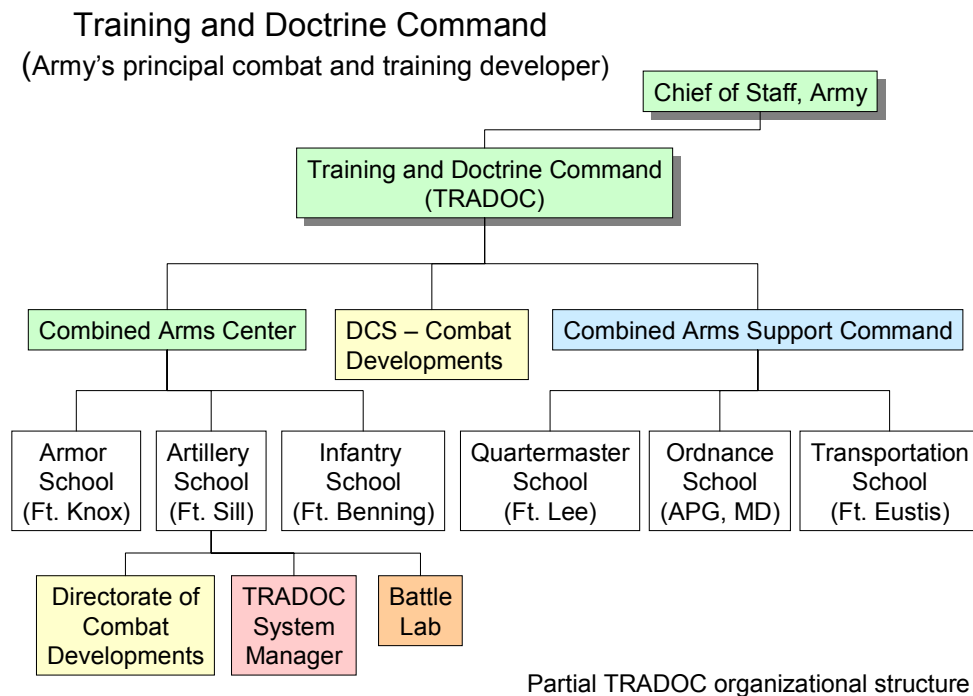 Training and Doctrine Command
(Army's principal combat and training developer)
Chief of Staff, Army
Training and Doctrine Command
(TRADOC)
Combined Arms Center
DCS – Combat
Developments
Combined Arms Support Command
Armor
School
(Ft. Knox)
Artillery
School
(Ft. Sill)
Infantry
School
(Ft. Benning)
Quartermaster
School
(Ft. Lee)
Ordnance
School
(APG, MD)
Transportation
School
(Ft. Eustis)
Directorate of
Combat
Developments
TRADOC
System
Manager
Battle
Lab
Partial TRADOC organizational structure